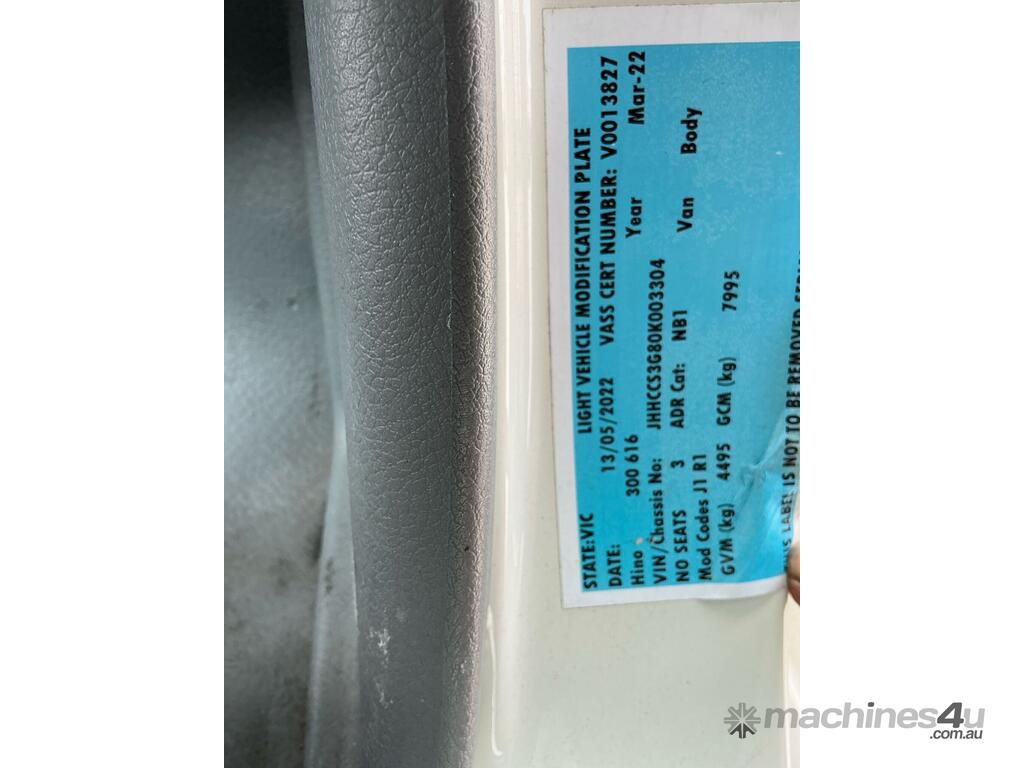 LIGHT VEHICLE MODIFICATION PLATE
STATE:VIC
DATE: 13/05/2022 VASS CERT NUMBER: V0013827
Hino 300 616 Year Mar-22
VIN/Chassis No: JHHCCS3G80K003304
NO SEATS 3 ADR Cat: NB1 Van Body
Mod Codes J1 R1
GVM (kg) 4495 GCM (kg) 7995
LABEL IS NOT TO BE REMOVED
machines4u
.com.au